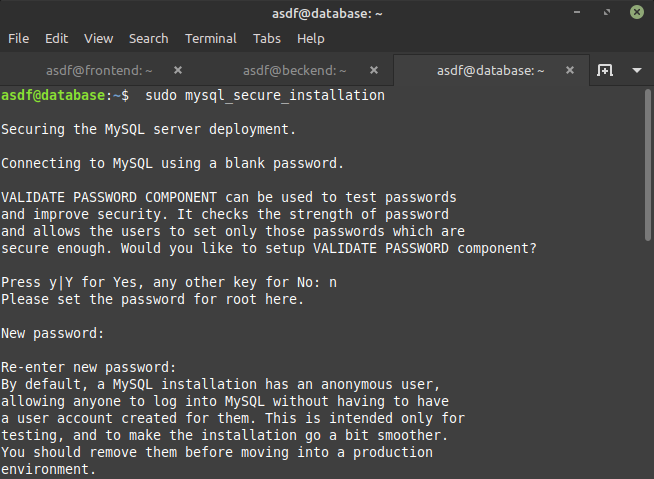 asdf@database: ~
File Edit View Search Terminal Tabs Help
asdf@frontend: ~ asdf@beckend: ~ asdf@database: ~
asdf@database:~$ sudo mysql_secure_installation
Securing the MySQL server deployment.
Connecting to MySQL using a blank password.
VALIDATE PASSWORD COMPONENT can be used to test passwords
and improve security. It checks the strength of password
and allows the users to set only those passwords which are
secure enough. Would you like to setup VALIDATE PASSWORD component?
Press y|Y for Yes, any other key for No: n
Please set the password for root here.
New password:
Re-enter new password:
By default, a MySQL installation has an anonymous user,
allowing anyone to log into MySQL without having to have
a user account created for them. This is intended only for
testing, and to make the installation go a bit smoother.
You should remove them before moving into a production
environment.